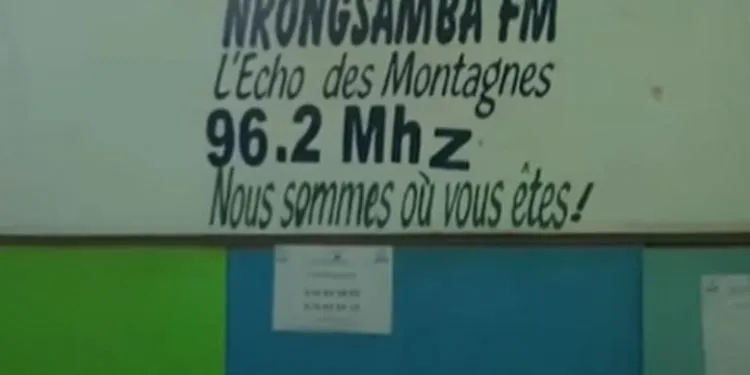 NKONGSAMBA FM
L'Echo des Montagnes
96.2 Mhz
Nous sommes où vous êtes!